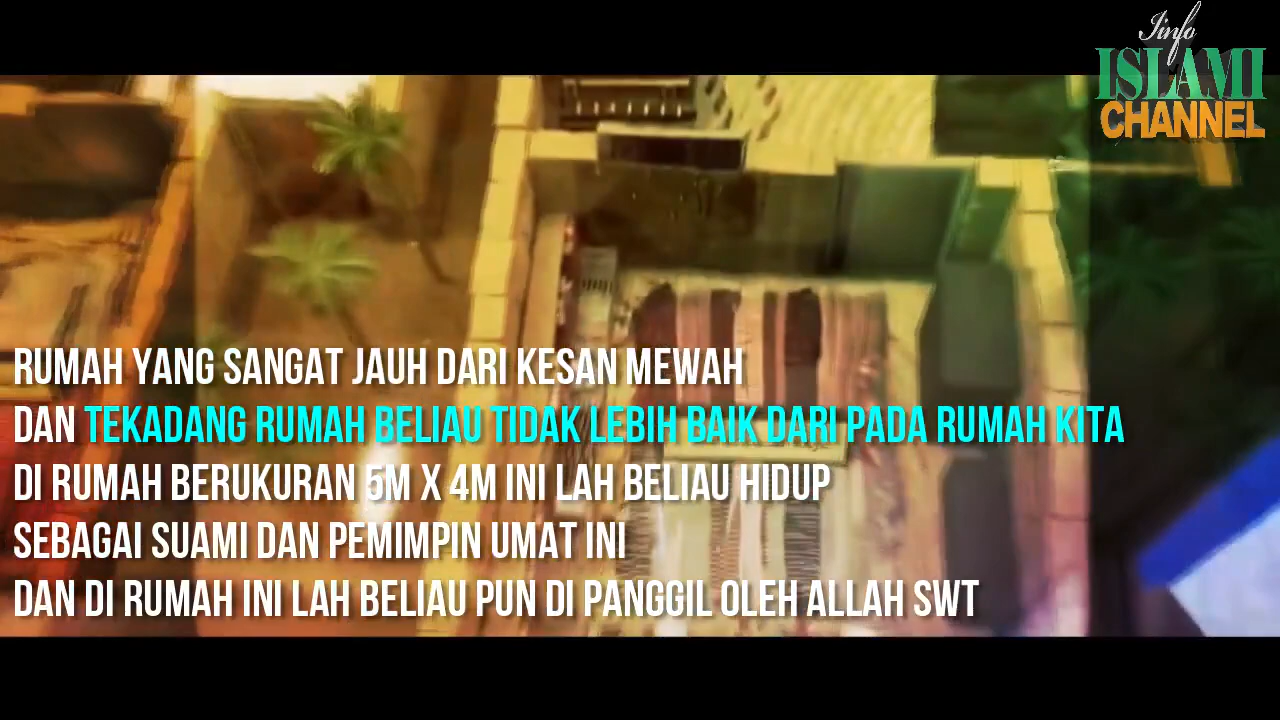 Iinfo
ISLAMI
CHANNEL
RUMAH YANG SANGAT JAUH DARI KESAN MEWAH
DAN TEKADANG RUMAH BELIAU TIDAK LEBIH BAIK DARI PADA RUMAH KITA
DI RUMAH BERUKURAN 5M X 4M INI LAH BELIAU HIDUP
SEBAGAI SUAMI DAN PEMIMPIN UMAT INI
DAN DI RUMAH INI LAH BELIAU PUN DI PANGGIL OLEH ALLAH SWT